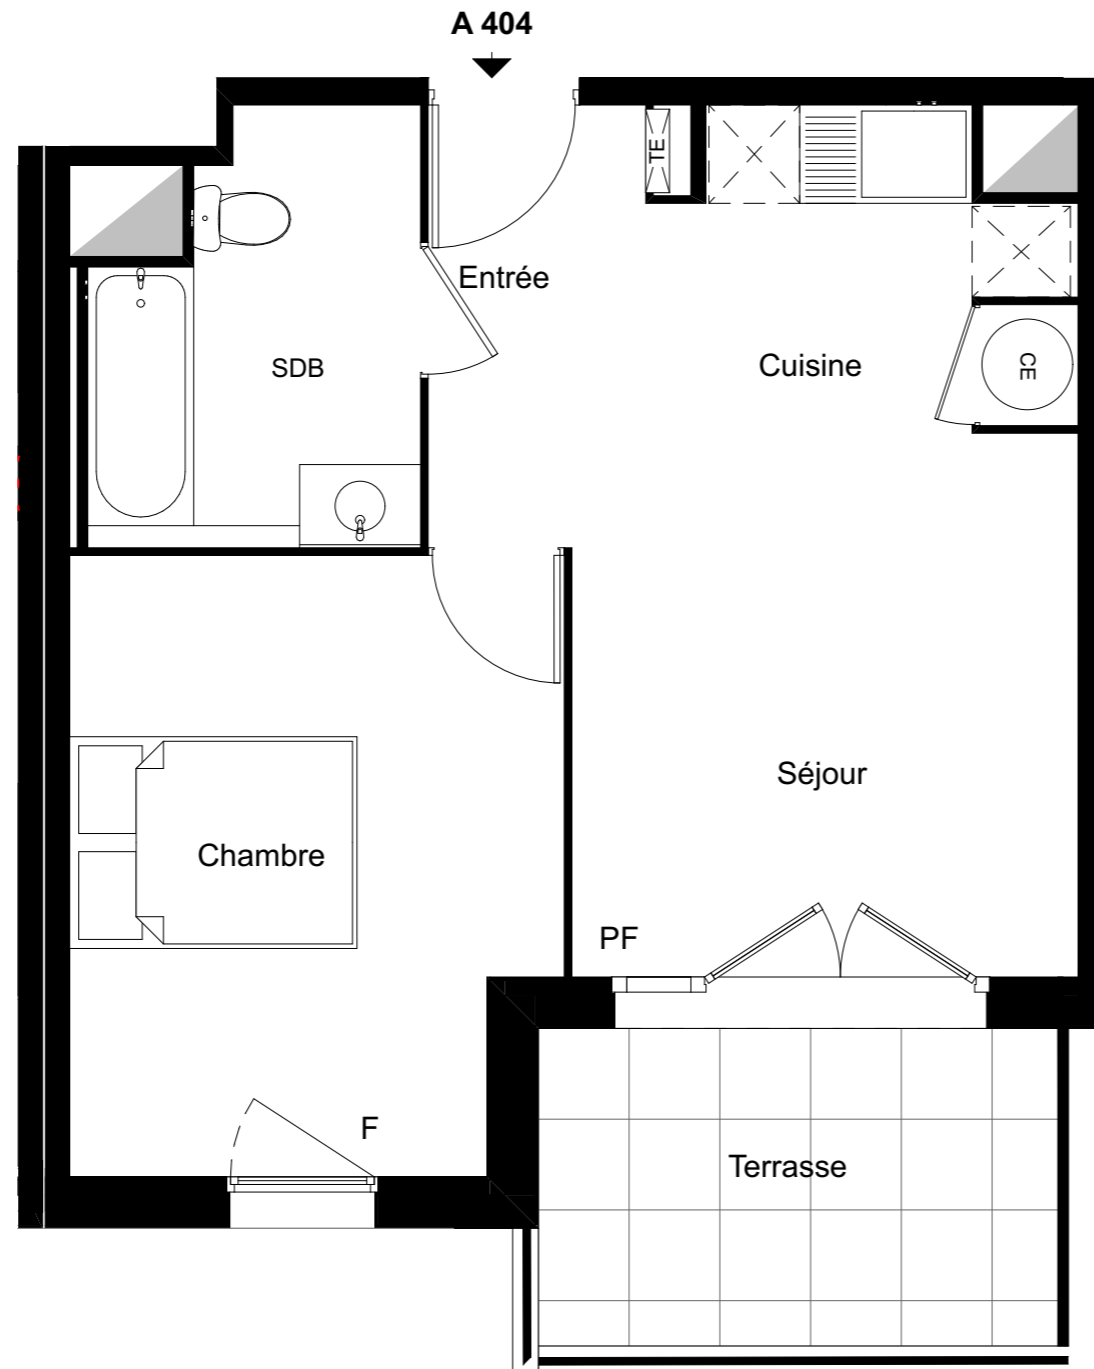 A 404
TE
Entrée
SDB
Cuisine
CE
Séjour
Chambre
PF
F
Terrasse